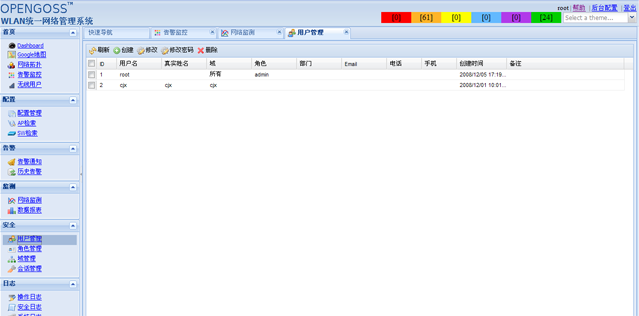 OPENGOSS™
WLAN统一网络管理系统
root | 帮助 | 后台配置 | 登出
[0] [61] [0] [0] [0] [24] Select a theme...
首页
Dashboard
Google地图
网络拓扑
告警监控
无线用户
配置
配置管理
AP检索
SW检索
告警
告警通知
历史告警
监测
网络监测
数据报表
安全
用户管理
角色管理
域管理
会话管理
日志
操作日志
安全日志
系统日志
快速导航 告警监控 网络监测 用户管理
刷新 创建 修改 修改密码 删除
ID 用户名 真实姓名 域 角色 部门 Email 电话 手机 创建时间 备注
1 root 所有 admin 2008/12/05 17:19...
2 cjx cjx cjx 2008/12/01 10:01...